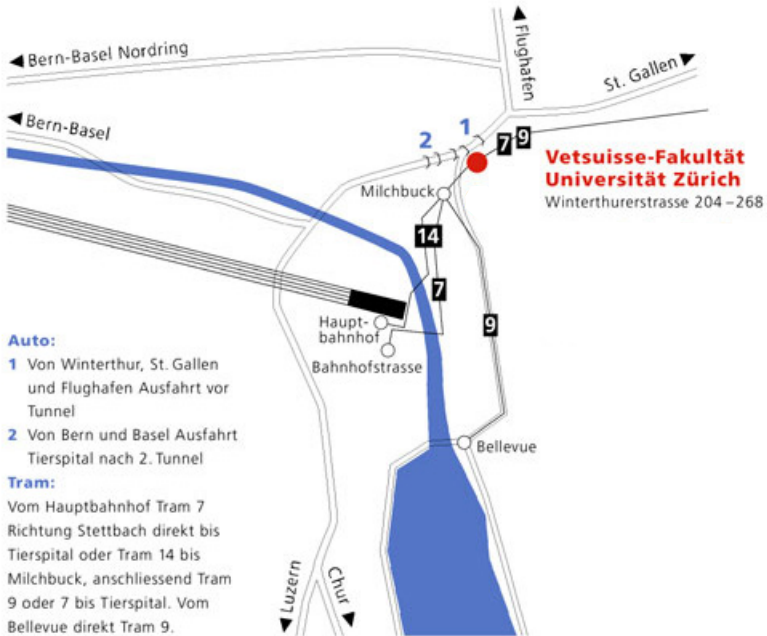 Bern-Basel Nordring
Flughafen
St. Gallen
Bern-Basel
2
1
7
9
Vetsuisse-Fakultät
Universität Zürich
Winterthurerstrasse 204–268
Milchbuck
14
7
9
Haupt-
bahnhof
Bahnhofstrasse
Bellevue
Auto:
1 Von Winterthur, St. Gallen
und Flughafen Ausfahrt vor
Tunnel
2 Von Bern und Basel Ausfahrt
Tierspital nach 2. Tunnel
Tram:
Vom Hauptbahnhof Tram 7
Richtung Stettbach direkt bis
Tierspital oder Tram 14 bis
Milchbuck, anschliessend Tram
9 oder 7 bis Tierspital. Vom
Bellevue direkt Tram 9.
Luzern
Chur